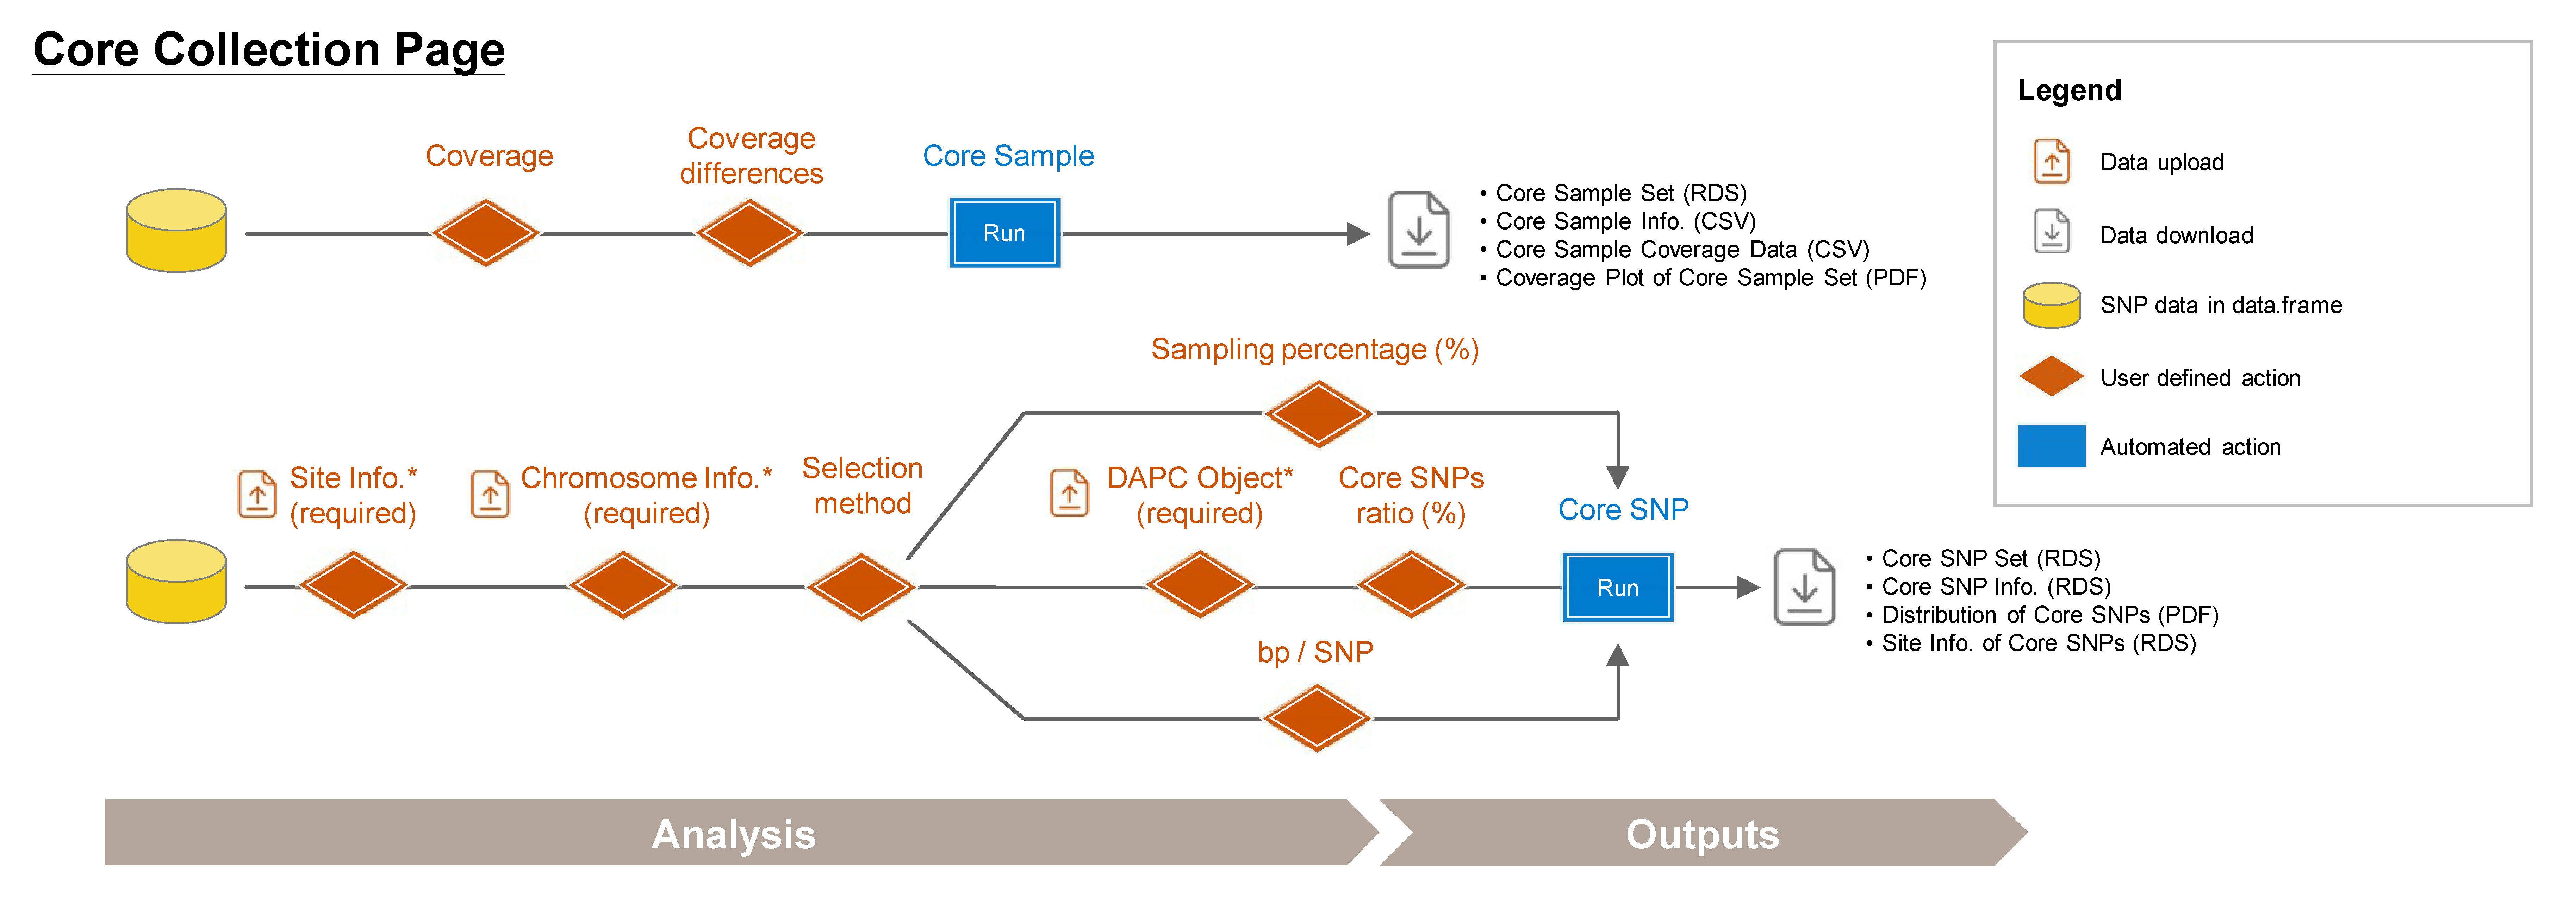 Core Collection Page
Coverage
Coverage
differences
Core Sample
Run
• Core Sample Set (RDS)
• Core Sample Info. (CSV)
• Core Sample Coverage Data (CSV)
• Coverage Plot of Core Sample Set (PDF)
Legend
Data upload
Data download
SNP data in data.frame
User defined action
Automated action
Site Info.*
(required)
Chromosome Info.*
(required)
Selection
method
Sampling percentage (%)
DAPC Object*
(required)
Core SNPs
ratio (%)
bp / SNP
Core SNP
Run
• Core SNP Set (RDS)
• Core SNP Info. (RDS)
• Distribution of Core SNPs (PDF)
• Site Info. of Core SNPs (RDS)
Analysis
Outputs